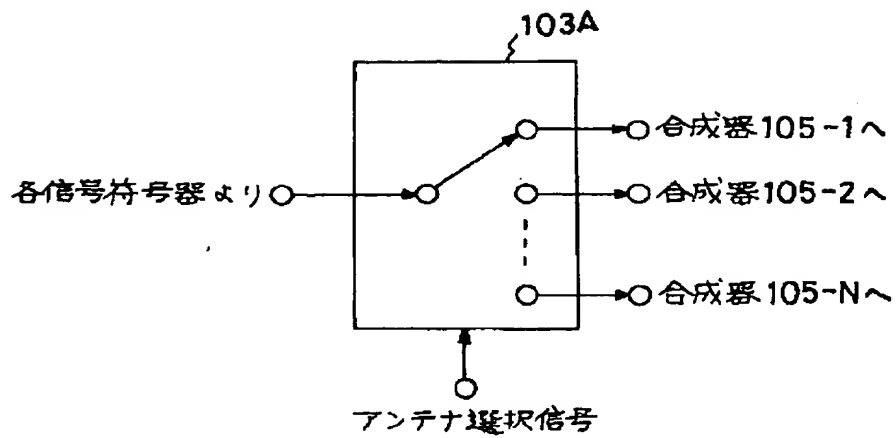 103A
合成器105-1へ
各信号符号器より
合成器105-2へ
合成器105-Nへ
アンテナ選択信号